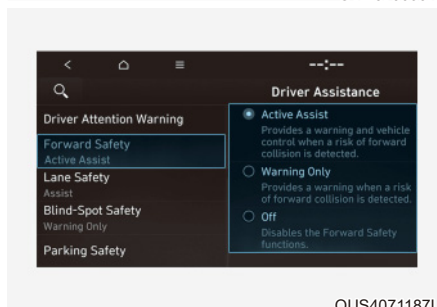 --:--
Driver Assistance
Driver Attention Warning
Forward Safety
Active Assist
Lane Safety
Assist
Blind-Spot Safety
Warning Only
Parking Safety
Active Assist
Provides a warning and vehicle
control when a risk of forward
collision is detected.
Warning Only
Provides a warning when a risk
of forward collision is detected.
Off
Disables the Forward Safety
functions.